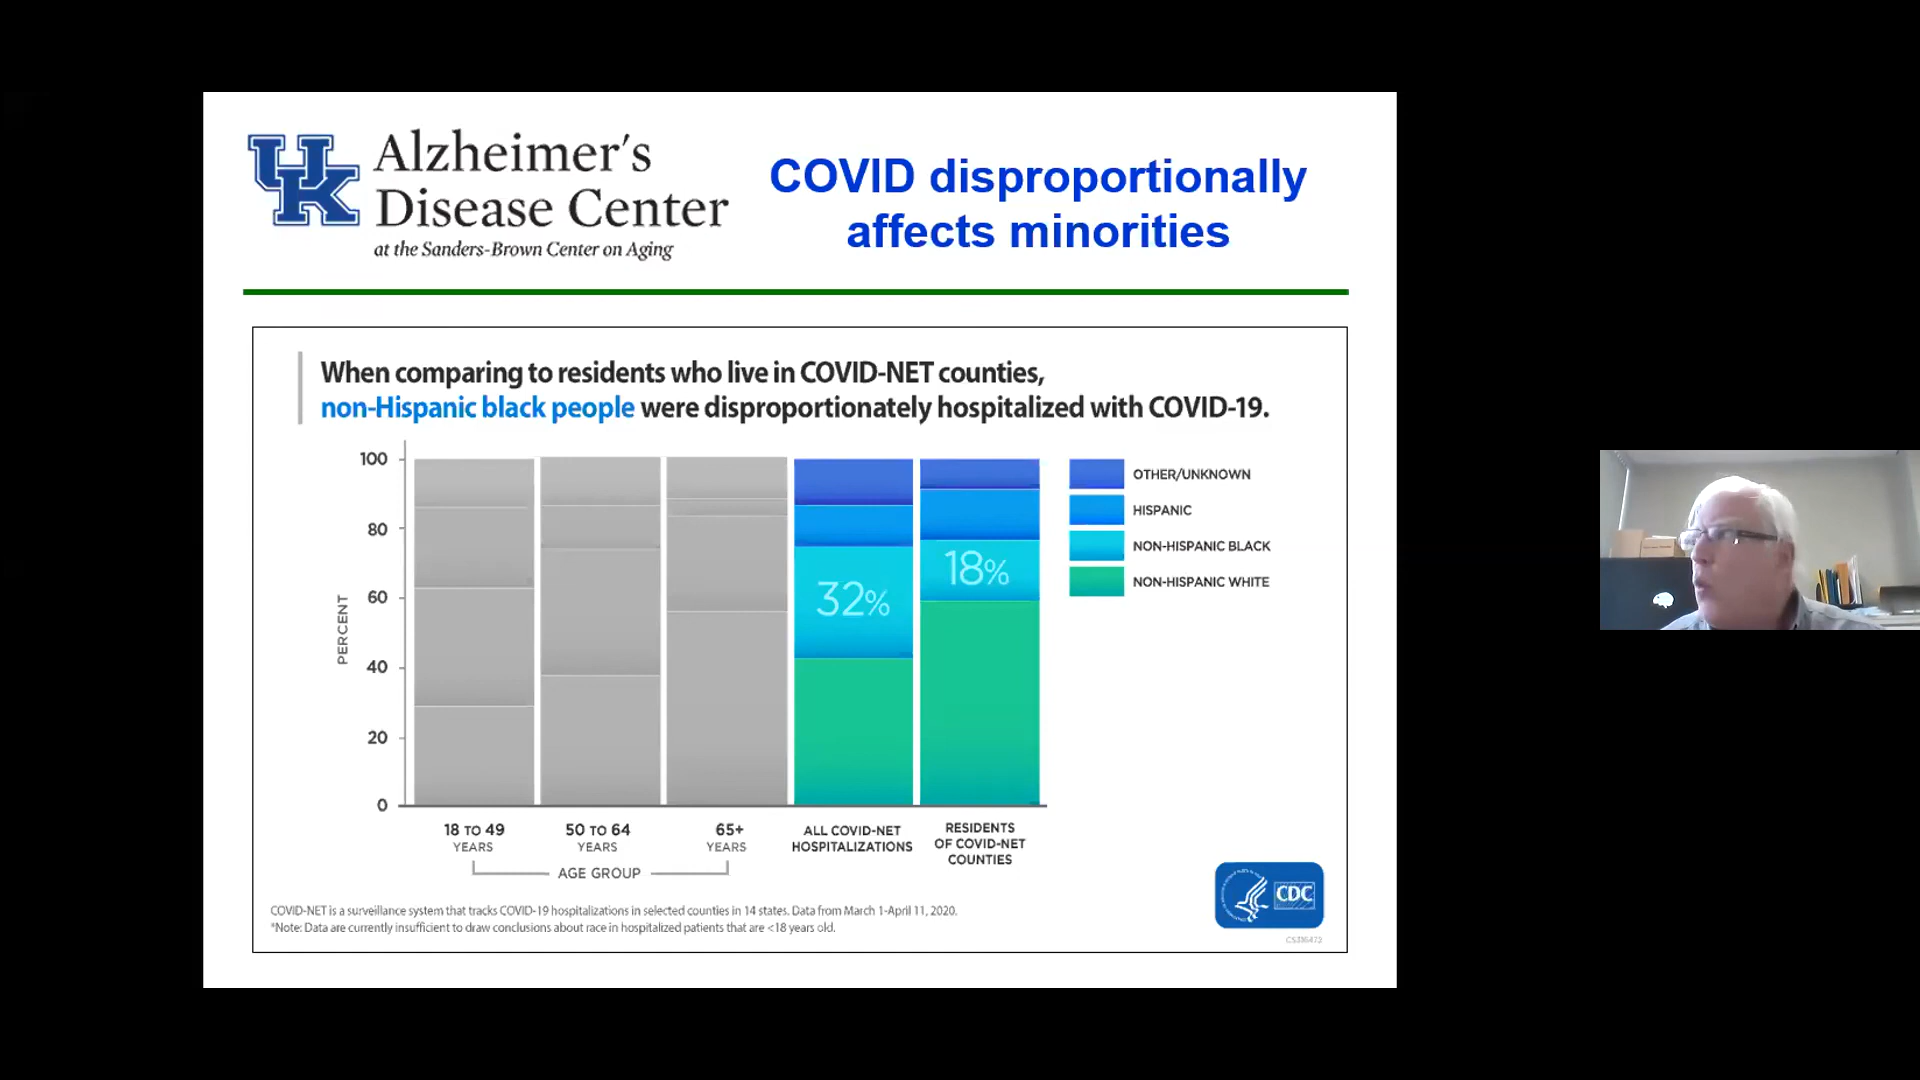 UK
Alzheimer's
Disease Center
at the Sanders-Brown Center on Aging
COVID disproportionally
affects minorities
When comparing to residents who live in COVID-NET counties,
non-Hispanic black people were disproportionately hospitalized with COVID-19.
PERCENT
100
80
60
40
20
0
32%
18%
OTHER/UNKNOWN
HISPANIC
NON-HISPANIC BLACK
NON-HISPANIC WHITE
18 TO 49
YEARS
50 TO 64
YEARS
65+
YEARS
AGE GROUP
ALL COVID-NET
HOSPITALIZATIONS
RESIDENTS
OF COVID-NET
COUNTIES
COVID-NET is a surveillance system that tracks COVID-19 hospitalizations in selected counties in 14 states. Data from March 1-April 11, 2020.
*Note: Data are currently insufficient to draw conclusions about race in hospitalized patients that are <18 years old.
CDC